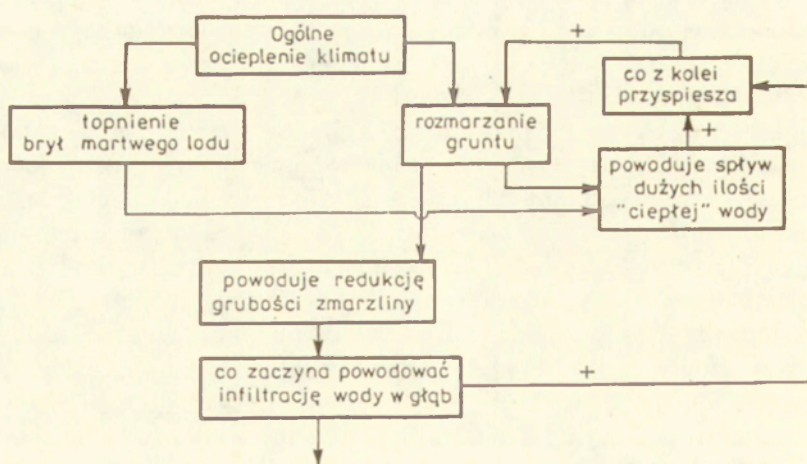 Ogólne
ocieplenie klimatu
+
co z kolei
przyspiesza
topnienie
brył martwego lodu
rozmarzanie
gruntu
+
powoduje spływ
dużych ilości
"ciepłej" wody
powoduje redukcję
grubości zmarzliny
co zaczyna powodować
infiltrację wody w głąb
+